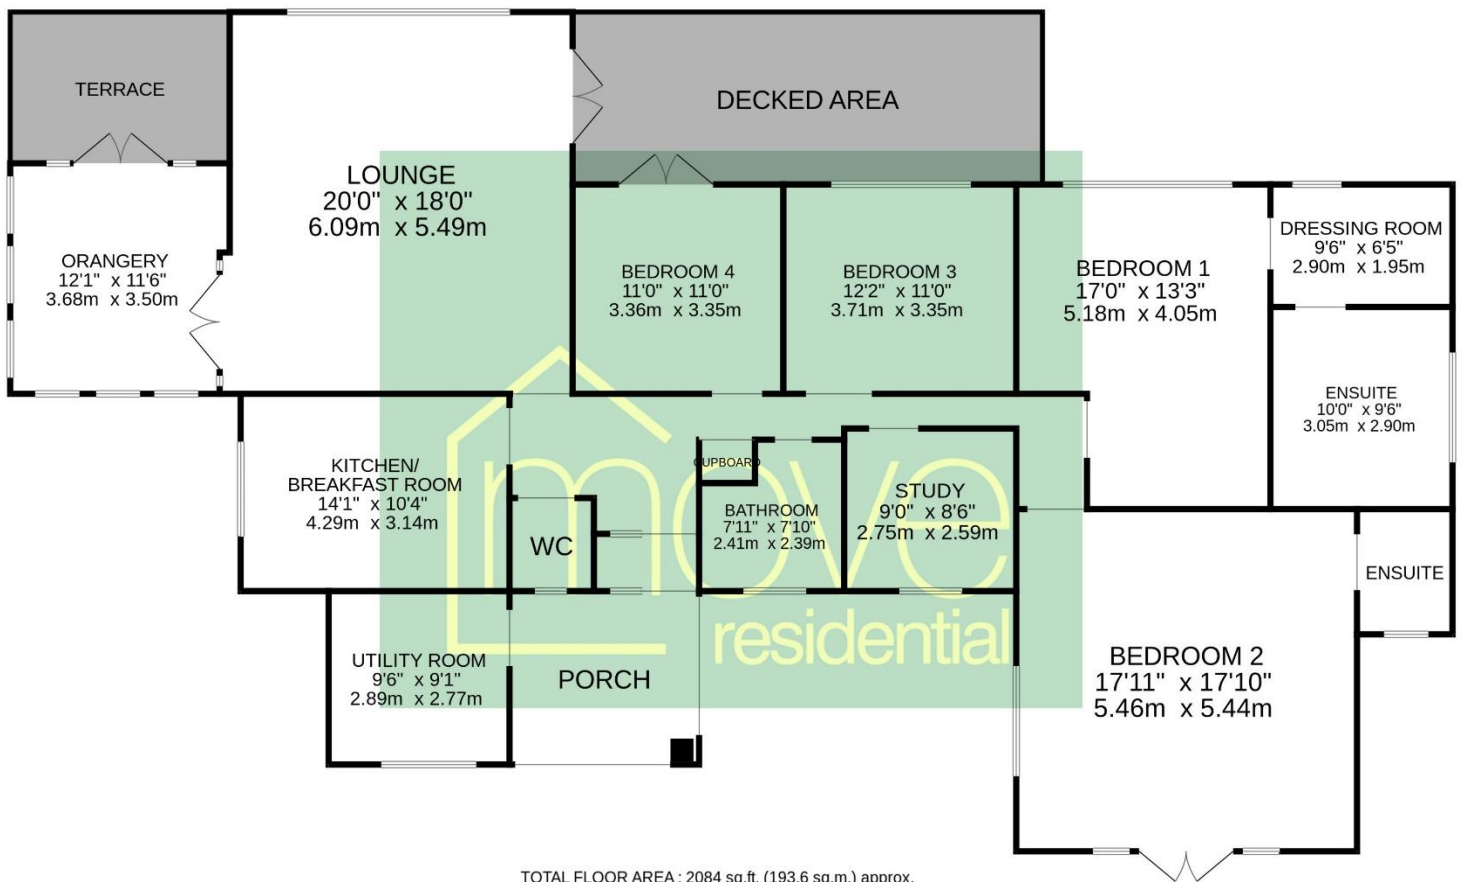 TERRACE
DECKED AREA
LOUNGE
20'0" x 18'0"
6.09m x 5.49m
ORANGERY
12'1" x 11'6"
3.68m x 3.50m
BEDROOM 4
11'0" x 11'0"
3.36m x 3.35m
BEDROOM 3
12'2" x 11'0"
3.71m x 3.35m
BEDROOM 1
17'0" x 13'3"
5.18m x 4.05m
DRESSING ROOM
9'6" x 6'5"
2.90m x 1.95m
ENSUITE
10'0" x 9'6"
3.05m x 2.90m
KITCHEN/
BREAKFAST ROOM
14'1" x 10'4"
4.29m x 3.14m
CUPBOARD
BATHROOM
7'11" x 7'10"
2.41m x 2.39m
STUDY
9'0" x 8'6"
2.75m x 2.59m
WC
ENSUITE
UTILITY ROOM
9'6" x 9'1"
2.89m x 2.77m
PORCH
BEDROOM 2
17'11" x 17'10"
5.46m x 5.44m
move
residential
TOTAL FLOOR AREA : 2084 sq.ft. (193.6 sq.m.) approx.